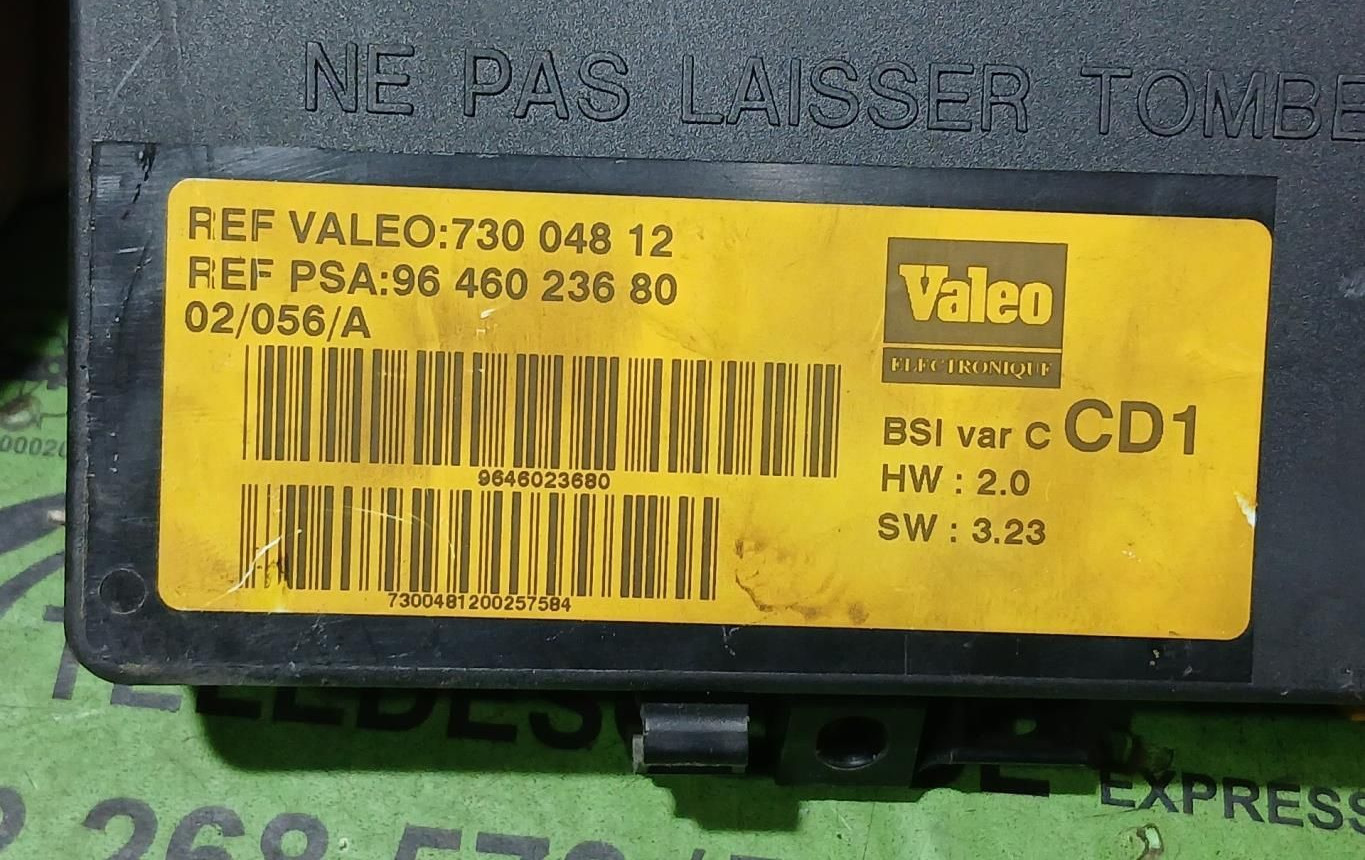 NE PAS LAISSER TOMBE
REF VALEO:730 048 12
REF PSA:96 460 236 80
02/056/A
Valeo
ELECTRONIQUE
BSI var C CD1
HW : 2.0
SW : 3.23
9646023680
7300481200257584
EXPRESS